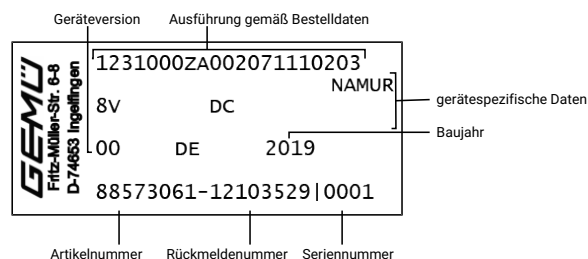 Geräteversion Ausführung gemäß Bestelldaten
GEMÜ
Fritz-Müller-Str. 6-8
D-74653 Ingelfingen
1231000ZA002071110203
NAMUR
8V DC
gerätespezifische Daten
Baujahr
00 DE 2019
88573061-12103529|0001
Artikelnummer Rückmeldenummer Seriennummer